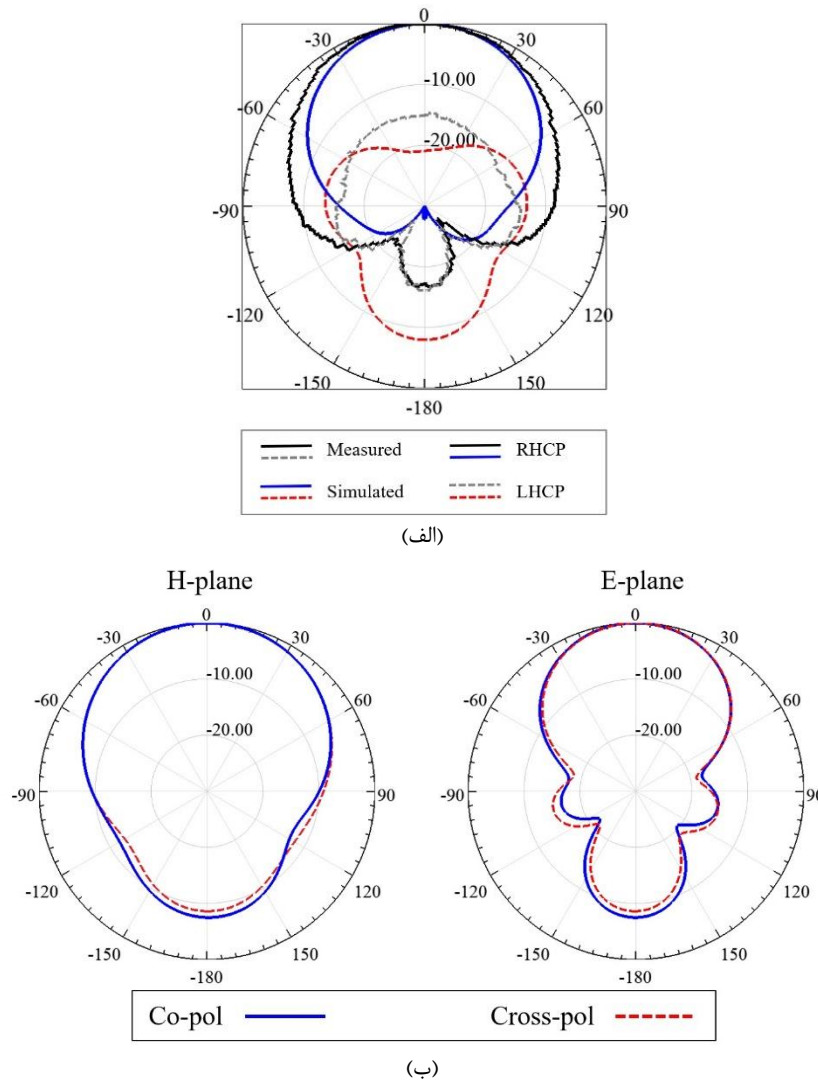 0
-30 30
-10.00
-60 60
-20.00
-90 90
-120 120
-150 150
-180
Measured RHCP
Simulated LHCP
(الف)
H-plane E-plane
0 0
-30 30 -30 30
-10.00 -10.00
-60 60 -60 60
-20.00 -20.00
-90 90 -90 90
-120 120 -120 120
-150 150 -150 150
-180 -180
Co-pol Cross-pol
(ب)